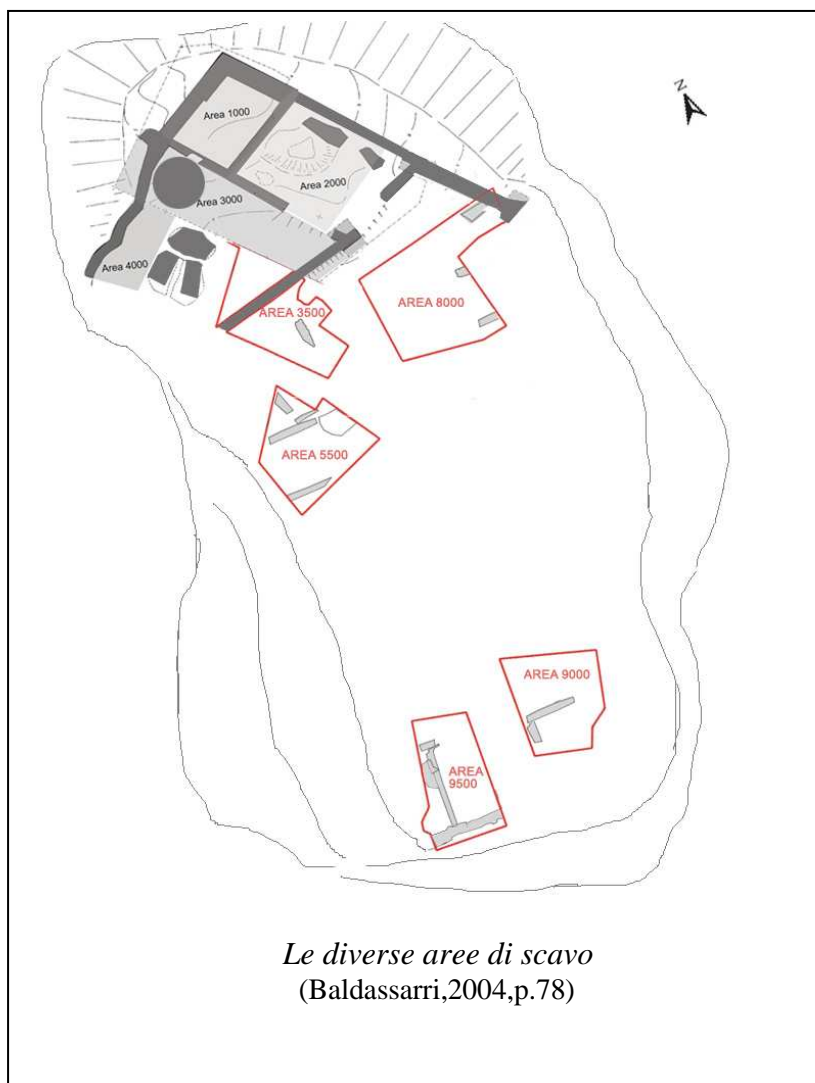 N
Area 1000
Area 2000
Area 3000
Area 4000
AREA 3500
AREA 8000
AREA 5500
AREA 9000
AREA
9500
Le diverse aree di scavo
(Baldassarri,2004,p.78)